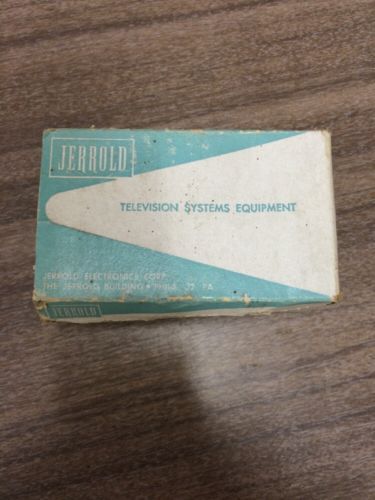 JERROLD
TELEVISION SYSTEMS EQUIPMENT
JERROLD ELECTRONICS CORP.
THE JERROLD BUILDING • PHILA. 32, PA.
JERROLD